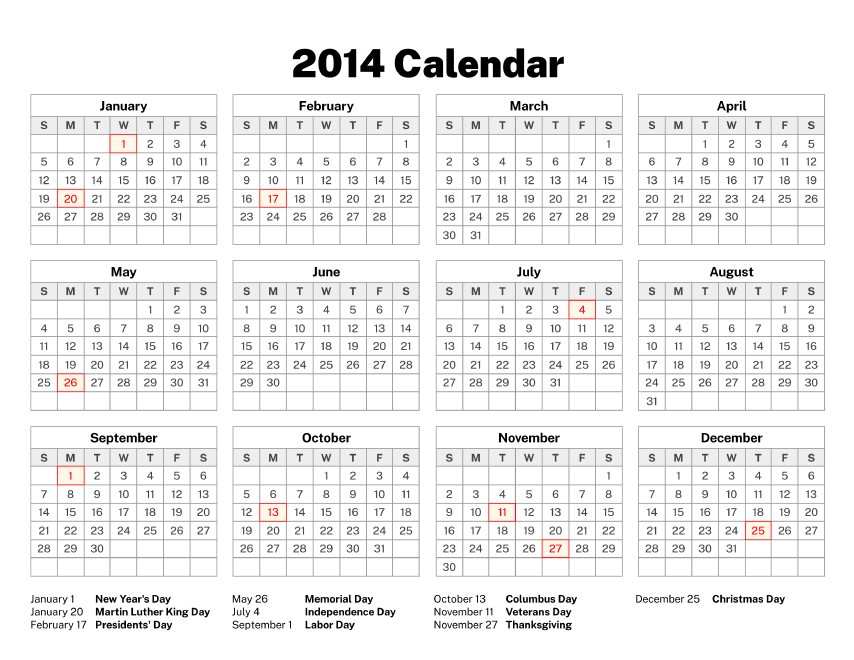 2014 Calendar
January February March April
S M T W T F S S M T W T F S S M T W T F S S M T W T F S
1 2 3 4 1 1 1 2 3 4 5
5 6 7 8 9 10 11 2 3 4 5 6 7 8 2 3 4 5 6 7 8 6 7 8 9 10 11 12
12 13 14 15 16 17 18 9 10 11 12 13 14 15 9 10 11 12 13 14 15 13 14 15 16 17 18 19
19 20 21 22 23 24 25 16 17 18 19 20 21 22 16 17 18 19 20 21 22 20 21 22 23 24 25 26
26 27 28 29 30 31 23 24 25 26 27 28 23 24 25 26 27 28 29 27 28 29 30
30 31
May June July August
S M T W T F S S M T W T F S S M T W T F S S M T W T F S
1 2 3 1 2 3 4 5 6 7 1 2 3 4 5 1 2
4 5 6 7 8 9 10 8 9 10 11 12 13 14 6 7 8 9 10 11 12 3 4 5 6 7 8 9
11 12 13 14 15 16 17 15 16 17 18 19 20 21 13 14 15 16 17 18 19 10 11 12 13 14 15 16
18 19 20 21 22 23 24 22 23 24 25 26 27 28 20 21 22 23 24 25 26 17 18 19 20 21 22 23
25 26 27 28 29 30 31 29 30 27 28 29 30 31 24 25 26 27 28 29 30
31
September October November December
S M T W T F S S M T W T F S S M T W T F S S M T W T F S
1 2 3 4 5 6 1 2 3 4 1 1 2 3 4 5 6
7 8 9 10 11 12 13 5 6 7 8 9 10 11 2 3 4 5 6 7 8 7 8 9 10 11 12 13
14 15 16 17 18 19 20 12 13 14 15 16 17 18 9 10 11 12 13 14 15 14 15 16 17 18 19 20
21 22 23 24 25 26 27 19 20 21 22 23 24 25 16 17 18 19 20 21 22 21 22 23 24 25 26 27
28 29 30 26 27 28 29 30 31 23 24 25 26 27 28 29 28 29 30 31
30
January 1 New Year's Day May 26 Memorial Day October 13 Columbus Day December 25 Christmas Day
January 20 Martin Luther King Day July 4 Independence Day November 11 Veterans Day
February 17 Presidents' Day September 1 Labor Day November 27 Thanksgiving